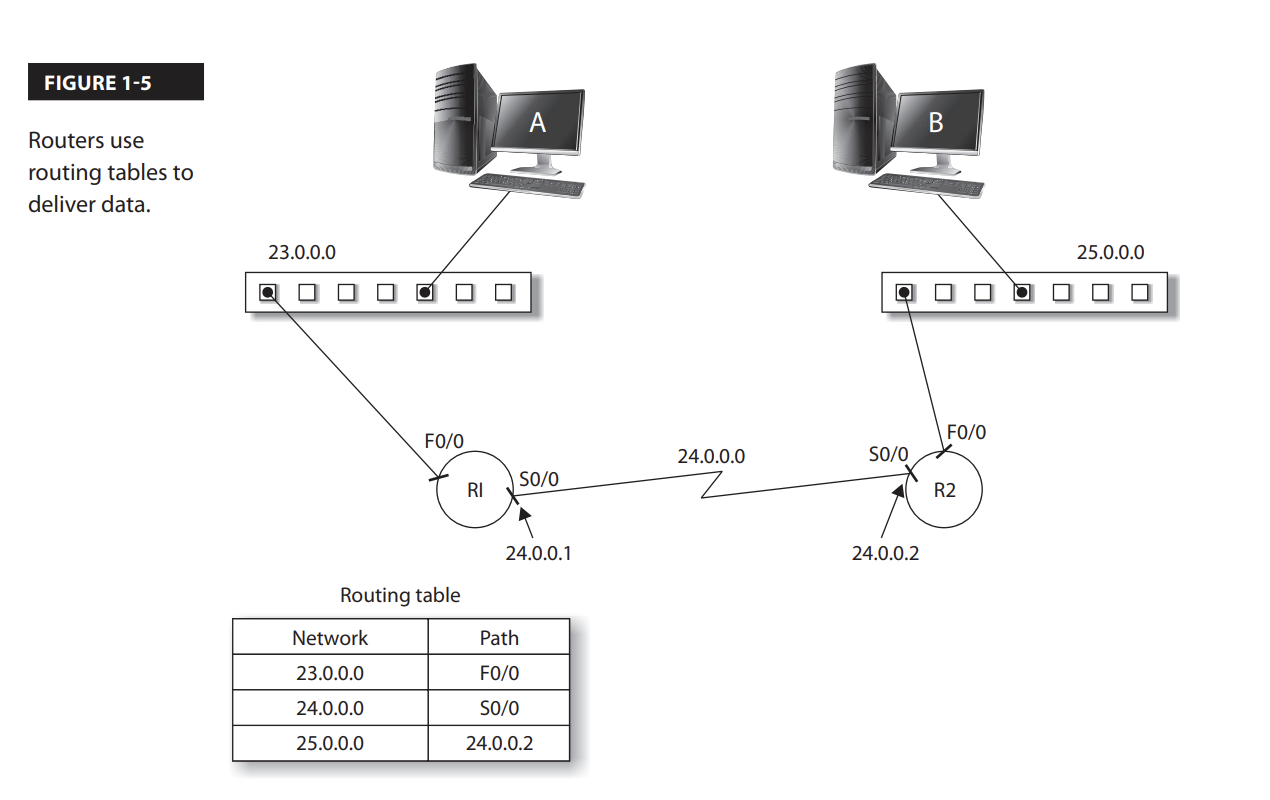 FIGURE 1-5
Routers use
routing tables to
deliver data.
A
B
23.0.0.0
25.0.0.0
F0/0
S0/0
RI
24.0.0.0
S0/0
F0/0
R2
24.0.0.1
24.0.0.2
Routing table
Network Path
23.0.0.0 F0/0
24.0.0.0 S0/0
25.0.0.0 24.0.0.2